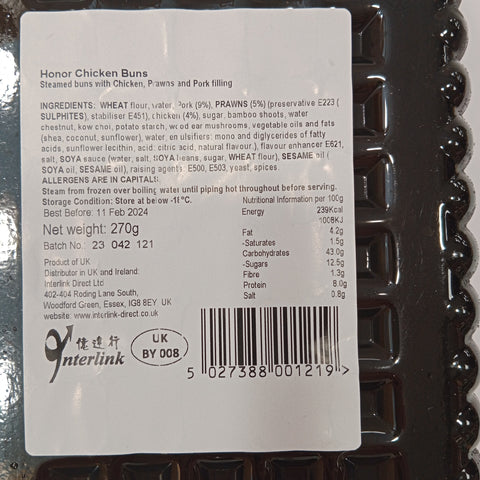 Honor Chicken Buns
Steamed buns with Chicken, Prawns and Pork filling
INGREDIENTS: WHEAT flour, water, Pork (9%), PRAWNS (5%) (preservative E223 (
SULPHITES), stabiliser E451), chicken (4%), sugar, bamboo shoots, water
chestnut, kow choi, potato starch, wood ear mushrooms, vegetable oils and fats
(shea, coconut, sunflower), water, emulsifiers: mono and diglycerides of fatty
acids, sunflower lecithin, acid: citric acid, natural flavour.), flavour enhancer E621,
salt, SOYA sauce (water, salt, SOYA beans, sugar, WHEAT flour), SESAME oil (
SOYA oil, SESAME oil), raising agents: E500, E503, yeast, spices.
ALLERGENS ARE IN CAPITALS.
Steam from frozen over boiling water until piping hot throughout before serving.
Storage Condition: Store at below -18°C.
Best Before: 11 Feb 2024
Net weight: 270g
Batch No.: 23 042 121
Product of UK
Distributor in UK and Ireland:
Interlink Direct Ltd
402-404 Roding Lane South,
Woodford Green, Essex, IG8 8EY UK
website: www.interlink-direct.co.uk
Nutritional Information per 100g
Energy 239Kcal
1008KJ
Fat 4.2g
-Saturates 1.5g
Carbohydrates 43.0g
-Sugars 12.5g
Fibre 1.3g
Protein 8.0g
Salt 0.8g
億達行
Interlink
UK
BY 008
5 027388 001219 >